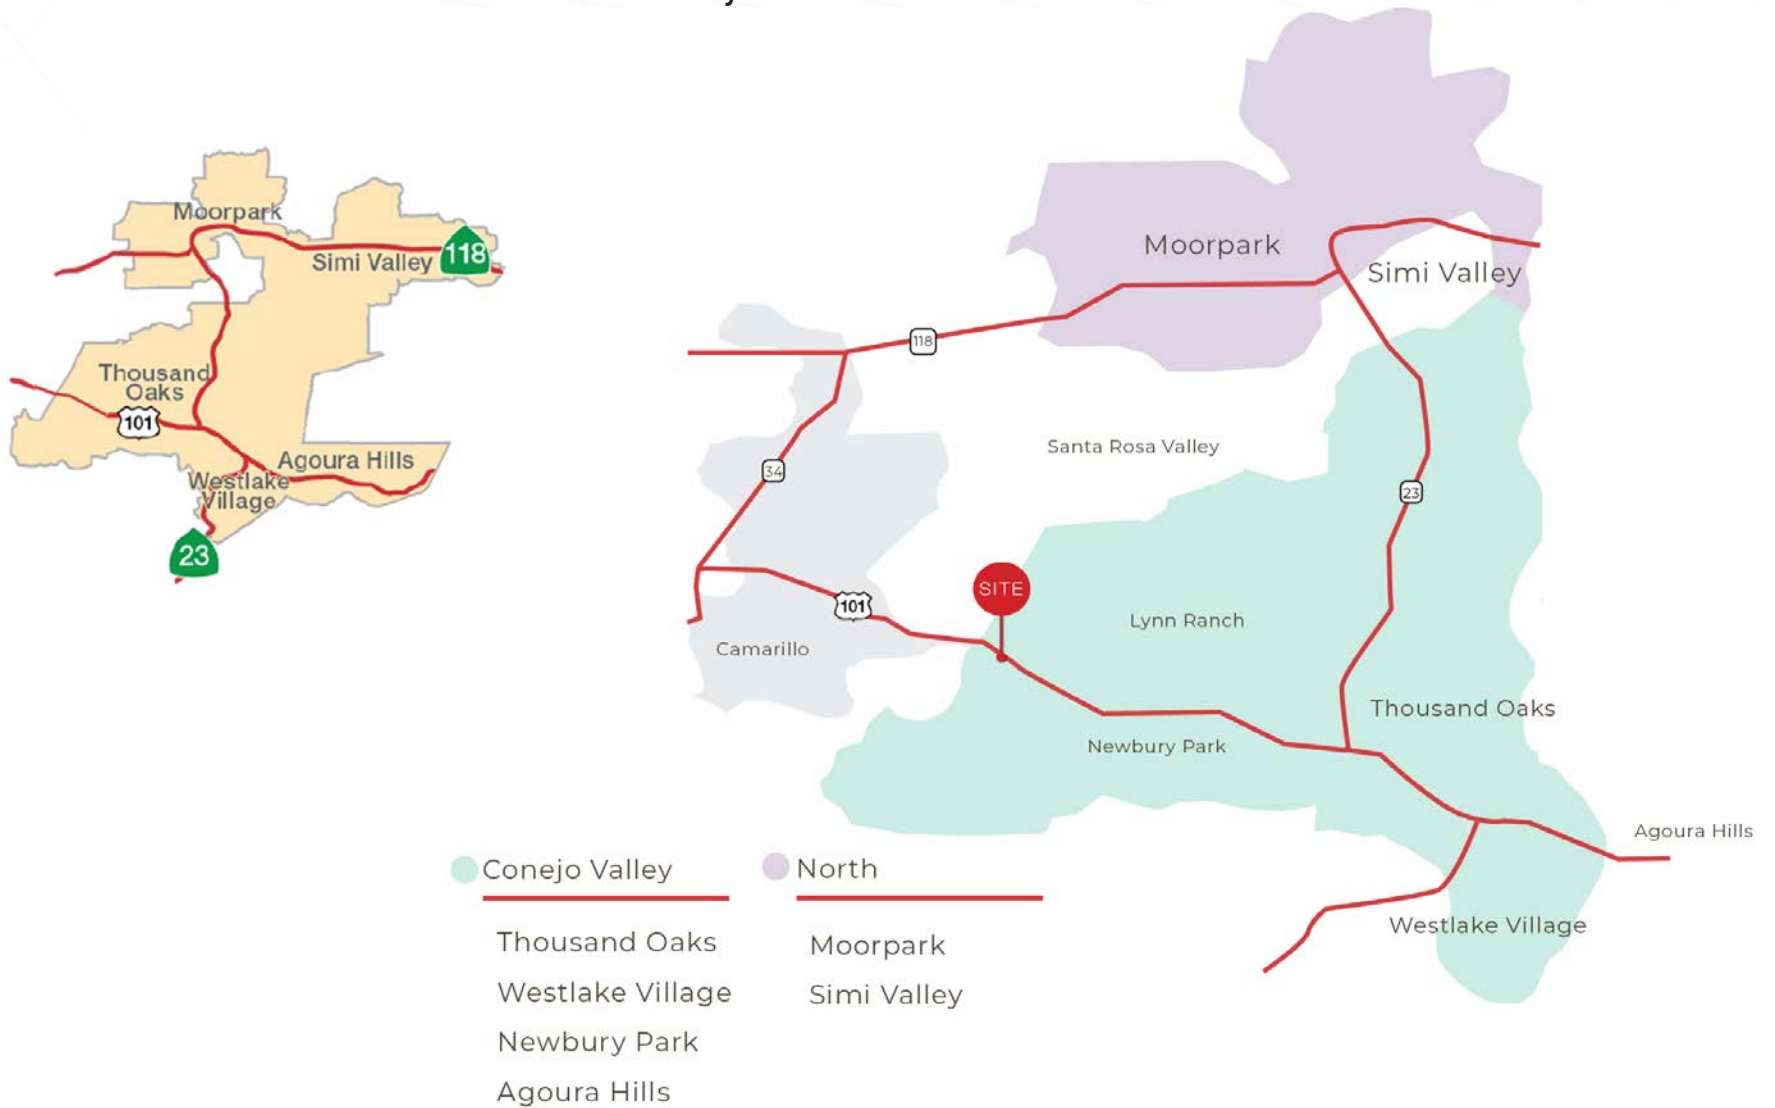 Moorpark
118
Simi Valley
Thousand
Oaks
101
Agoura Hills
Westlake
Village
23
Moorpark
Simi Valley
118
Santa Rosa Valley
34
23
SITE
101
Lynn Ranch
Camarillo
Thousand Oaks
Newbury Park
Agoura Hills
Westlake Village
Conejo Valley
Thousand Oaks
Westlake Village
Newbury Park
Agoura Hills
North
Moorpark
Simi Valley